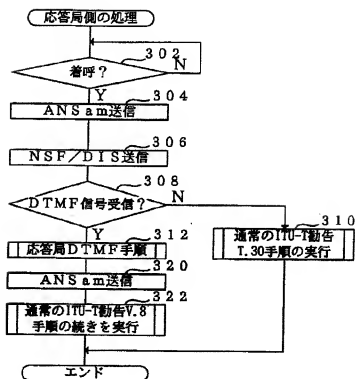 応答局側の処理
302
着呼?
N
Y
304
ANSam送信
306
NSF/DIS送信
308
DTMF信号受信?
N
Y
310
通常のITU-T勧告
T.30手順の実行
312
応答局DTMF手順
320
ANSam送信
322
通常のITU-T勧告V.8
手順の続きを実行
エンド